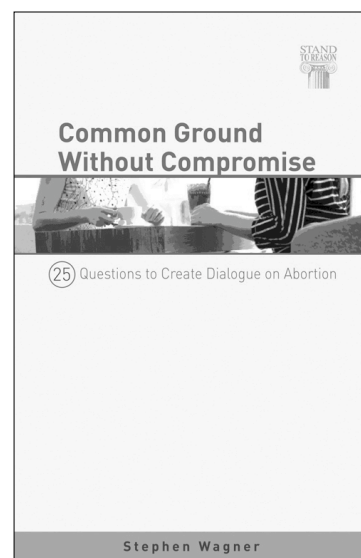 STAND
TO REASON
Common Ground
Without Compromise
25 Questions to Create Dialogue on Abortion
Stephen Wagner